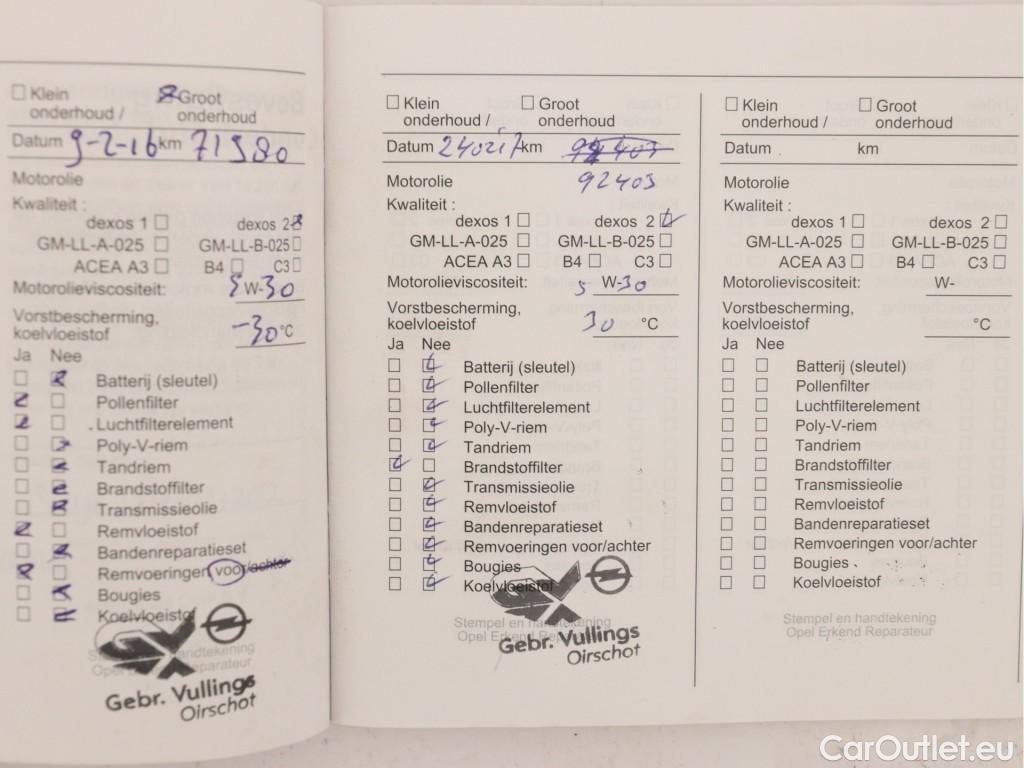 Klein onderhoud / Groot onderhoud
Datum 9-2-16 km 71980
Motorolie
Kwaliteit :
dexos 1 dexos 2
GM-LL-A-025 GM-LL-B-025
ACEA A3 B4 C3
Motorolieviscositeit: 5 W-30
Vorstbescherming,
koelvloeistof -30 °C
Ja Nee
Batterij (sleutel)
Pollenfilter
Luchtfilterelement
Poly-V-riem
Tandriem
Brandstoffilter
Transmissieolie
Remvloeistof
Bandenreparatieset
Remvoeringen voor/achter
Bougies
Koelvloeistof
Gebr. Vullings
Oirschot
Klein onderhoud / Groot onderhoud
Datum 240217 km
Motorolie 92403
Kwaliteit :
dexos 1 dexos 2
GM-LL-A-025 GM-LL-B-025
ACEA A3 B4 C3
Motorolieviscositeit: 5 W-30
Vorstbescherming,
koelvloeistof 30 °C
Ja Nee
Batterij (sleutel)
Pollenfilter
Luchtfilterelement
Poly-V-riem
Tandriem
Brandstoffilter
Transmissieolie
Remvloeistof
Bandenreparatieset
Remvoeringen voor/achter
Bougies
Koelvloeistof
Stempel en handtekening
Opel Erkend Reparateur
Gebr. Vullings
Oirschot
Klein onderhoud / Groot onderhoud
Datum km
Motorolie
Kwaliteit :
dexos 1 dexos 2
GM-LL-A-025 GM-LL-B-025
ACEA A3 B4 C3
Motorolieviscositeit: W-
Vorstbescherming,
koelvloeistof °C
Ja Nee
Batterij (sleutel)
Pollenfilter
Luchtfilterelement
Poly-V-riem
Tandriem
Brandstoffilter
Transmissieolie
Remvloeistof
Bandenreparatieset
Remvoeringen voor/achter
Bougies
Koelvloeistof
Stempel en handtekening
Opel Erkend Reparateur
CarOutlet.eu